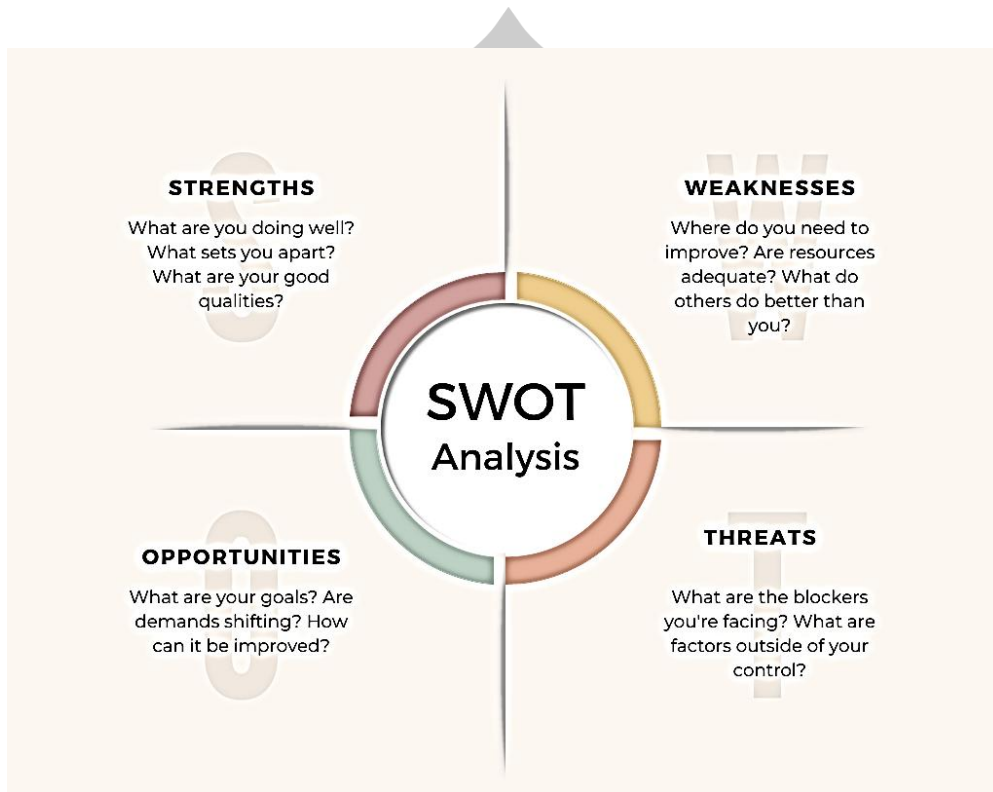 STRENGTHS
What are you doing well?
What sets you apart?
What are your good
qualities?
WEAKNESSES
Where do you need to
improve? Are resources
adequate? What do
others do better than
you?
SWOT
Analysis
OPPORTUNITIES
What are your goals? Are
demands shifting? How
can it be improved?
THREATS
What are the blockers
you're facing? What are
factors outside of your
control?
S
W
O
T